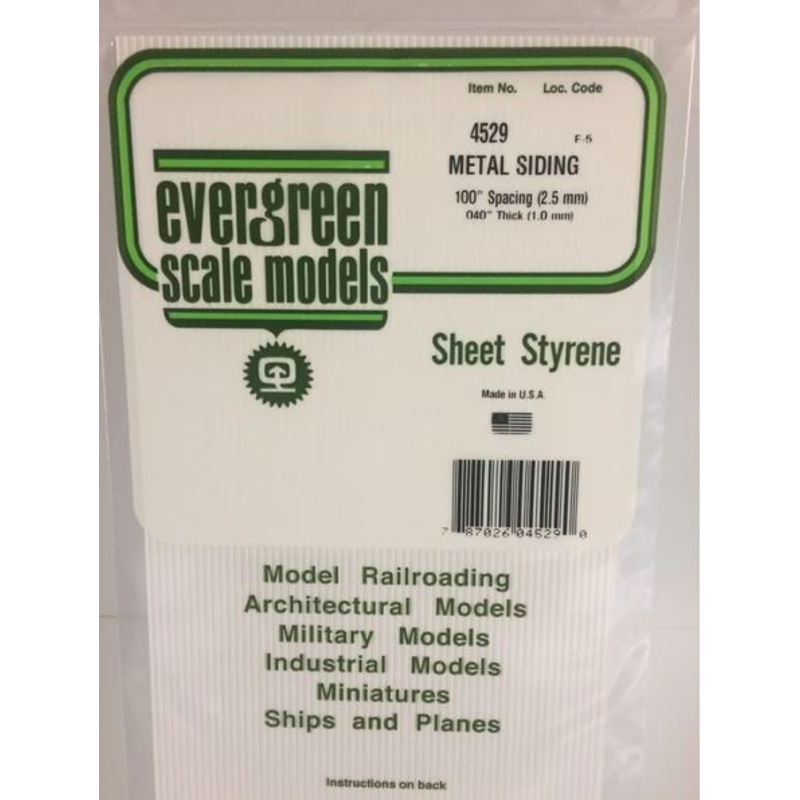 Item No. Loc. Code
4529 F-5
METAL SIDING
100" Spacing (2.5 mm)
040" Thick (1.0 mm)
evergreen
scale models
Sheet Styrene
Made in U.S.A.
7 87026 04529 0
Model Railroading
Architectural Models
Military Models
Industrial Models
Miniatures
Ships and Planes
Instructions on back